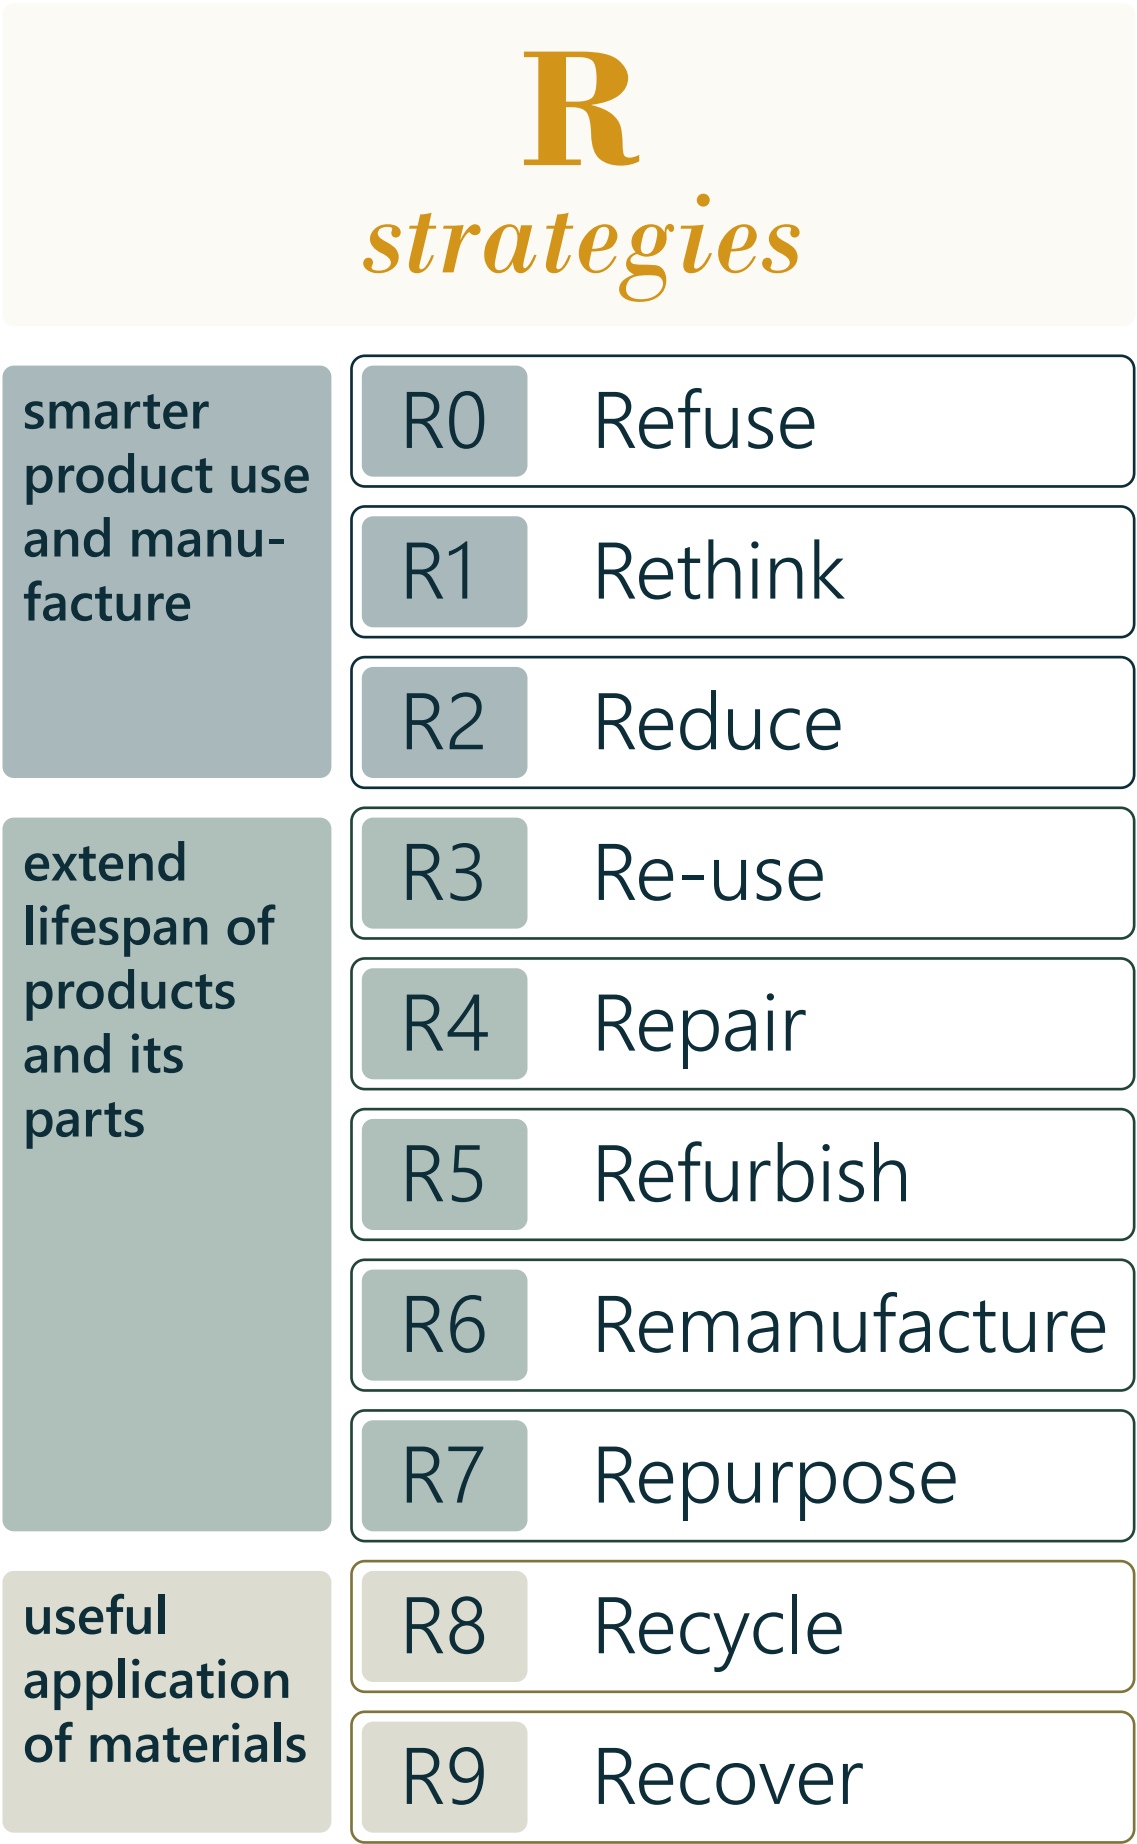 R
strategies
smarter
product use
and manu-
facture
R0 Refuse
R1 Rethink
R2 Reduce
extend
lifespan of
products
and its
parts
R3 Re-use
R4 Repair
R5 Refurbish
R6 Remanufacture
R7 Repurpose
useful
application
of materials
R8 Recycle
R9 Recover